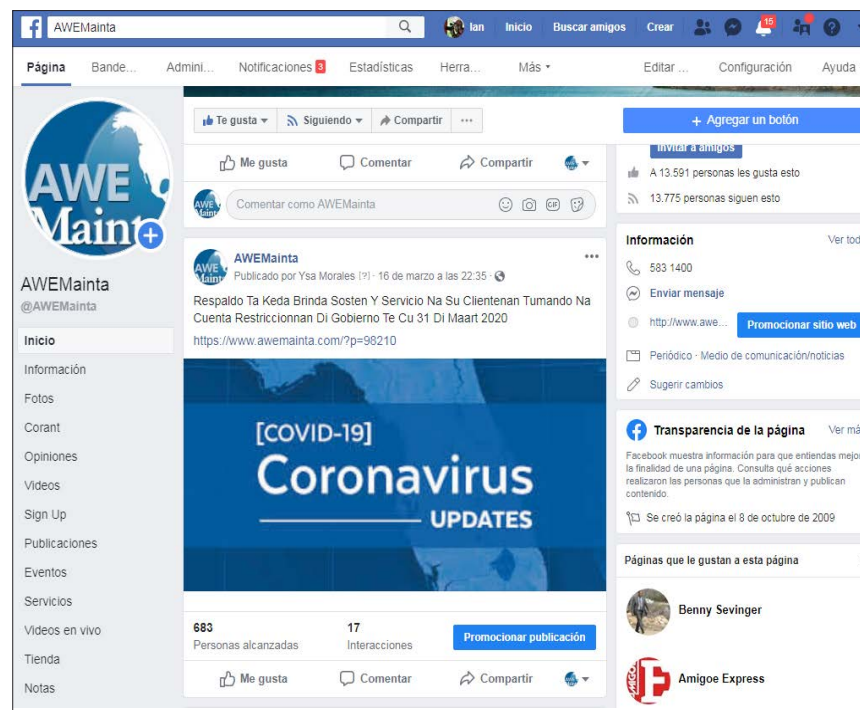 AWEMainta
Ian Inicio Buscar amigos Crear 15
Página Bande... Admini... Notificaciones 3 Estadísticas Herra... Más Editar ... Configuración Ayuda
AWE
Mainta
AWEMainta
@AWEMainta
Inicio
Información
Fotos
Corant
Opiniones
Videos
Sign Up
Publicaciones
Eventos
Servicios
Videos en vivo
Tienda
Notas
Te gusta Siguiendo Compartir ...
Me gusta Comentar Compartir
Comentar como AWEMainta GIF
AWEMainta
Publicado por Ysa Morales [?] · 16 de marzo a las 22:35 ·
Respaldo Ta Keda Brinda Sosten Y Servicio Na Su Clientenan Tumando Na
Cuenta Restriccionnan Di Gobierno Te Cu 31 Di Maart 2020
https://www.awemainta.com/?p=98210
[COVID-19]
Coronavirus
UPDATES
683
Personas alcanzadas
17
Interacciones
Promocionar publicación
Me gusta Comentar Compartir
+ Agregar un botón
Invitar a amigos
A 13.591 personas les gusta esto
13.775 personas siguen esto
Información Ver tod
583 1400
Enviar mensaje
http://www.awe... Promocionar sitio web
Periódico · Medio de comunicación/noticias
Sugerir cambios
Transparencia de la página Ver má
Facebook muestra información para que entiendas mejor
la finalidad de una página. Consulta qué acciones
realizaron las personas que la administran y publican
contenido.
Se creó la página el 8 de octubre de 2009
Páginas que le gustan a esta página
Benny Sevinger
Amigoe Express